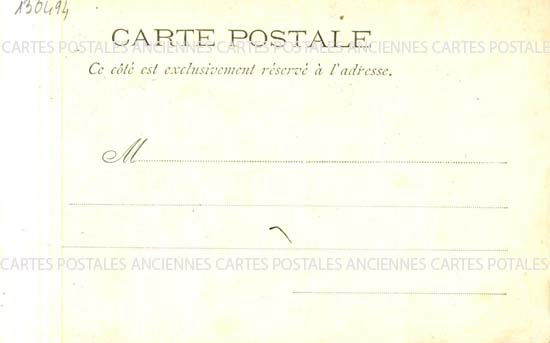 130494
CARTE POSTALE
CARTES POSTALES ANCIENNES CARTES POSTALES ANCIENNES CARTES POSTALES
Ce côté est exclusivement réservé à l'adresse.
M
CARTES POSTALES ANCIENNES CARTES POSTALES ANCIENNES CARTES POTALES